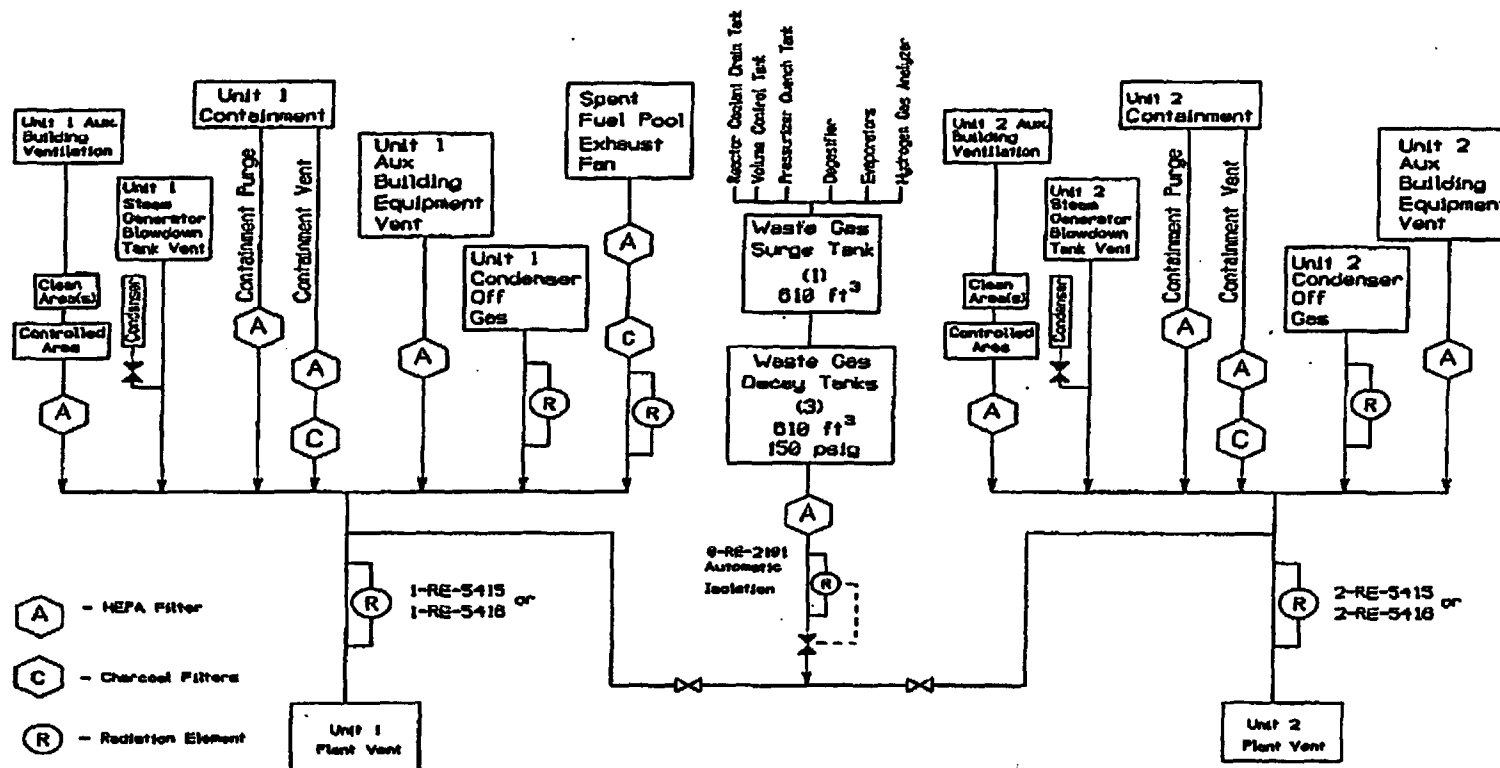 Reactor Coolant Drain Tank
Volume Control Tank
Pressurizer Quench Tank
Degasifier
Evaporators
Hydrogen Gas Analyzer
Unit 1 Aux.
Building
Ventilation
Unit 1
Containment
Unit 1
Steam
Generator
Blowdown
Tank Vent
Containment Purge
Containment Vent
Unit 1
Aux
Building
Equipment
Vent
Spent
Fuel Pool
Exhaust
Fan
Unit 1
Condenser
Off
Gas
Clean
Area(s)
Controlled
Area
Condenser
A
A
A
C
A
R
A
C
R
Waste Gas
Surge Tank
(1)
610 ft3
Waste Gas
Decay Tanks
(3)
610 ft3
150 psig
A
0-RE-2191
Automatic
Isolation
R
Unit 2 Aux.
Building
Ventilation
Unit 2
Containment
Unit 2
Steam
Generator
Blowdown
Tank Vent
Containment Purge
Containment Vent
Unit 2
Aux
Building
Equipment
Vent
Unit 2
Condenser
Off
Gas
Clean
Area(s)
Controlled
Area
Condenser
A
A
A
C
R
A
R
1-RE-5415 or
1-RE-5416
R
2-RE-5415 or
2-RE-5416
A - HEPA Filter
C - Charcoal Filters
R - Radiation Element
Unit 1
Plant Vent
Unit 2
Plant Vent